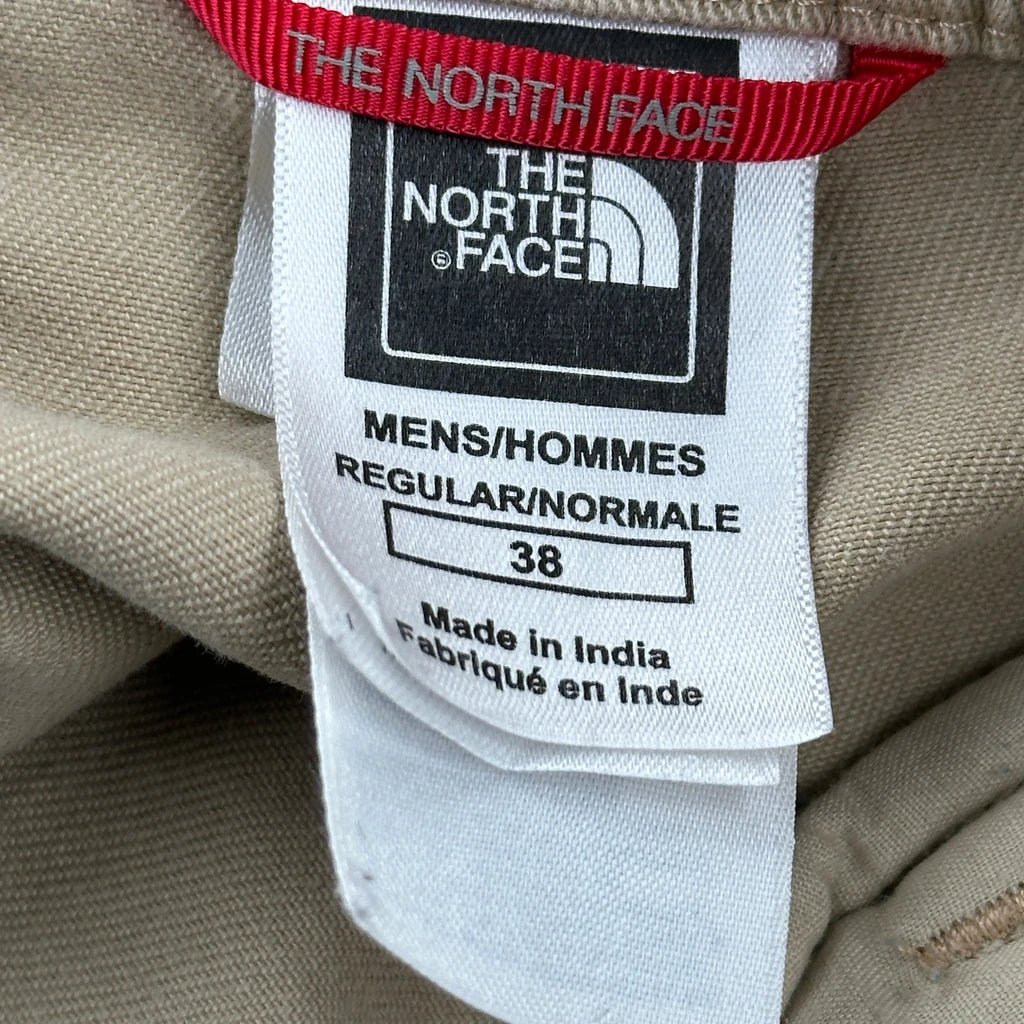 THE NORTH FACE
THE
NORTH
FACE
MENS/HOMMES
REGULAR/NORMALE
38
Made in India
Fabriqué en Inde